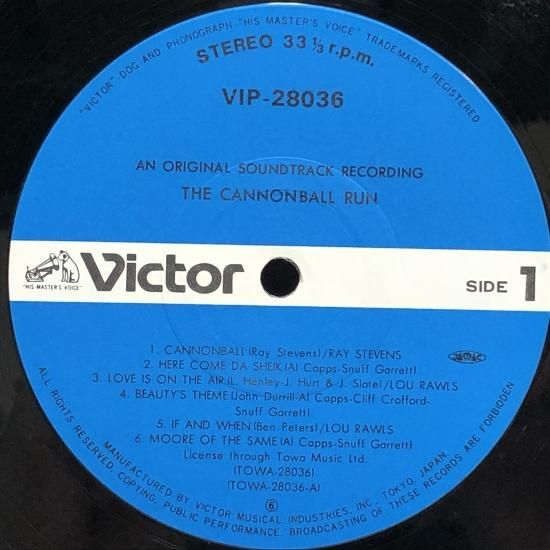 "VICTOR"-DOG AND PHONOGRAPH-"HIS MASTER'S VOICE" TRADEMARKS REGISTERED
STEREO 33 1/3 r.p.m.
VIP-28036
AN ORIGINAL SOUNDTRACK RECORDING
THE CANNONBALL RUN
"HIS MASTER'S VOICE"
Victor
SIDE 1
1. CANNONBALL(Ray Stevens)/RAY STEVENS
2. HERE COME DA SHEIK(Al Capps-Snuff Garrett)
3. LOVE IS ON THE AIR(L. Henley-J. Hurt & J. Slate)/LOU RAWLS
4. BEAUTY'S THEME(John Durrill-Al Capps-Cliff Crofford-
Snuff Garrett)
5. IF AND WHEN(Ben Peters)/LOU RAWLS
6. MOORE OF THE SAME(Al Capps-Snuff Garrett)
License through Towa Music Ltd.
(TOWA-28036)
(TOWA-28036-A)
JASRAC
⑥
MANUFACTURED BY VICTOR MUSICAL INDUSTRIES, INC., TOKYO, JAPAN.
ALL RIGHTS RESERVED, COPYING, PUBLIC PERFORMANCE, BROADCASTING OF THESE RECORDS ARE FORBIDDEN